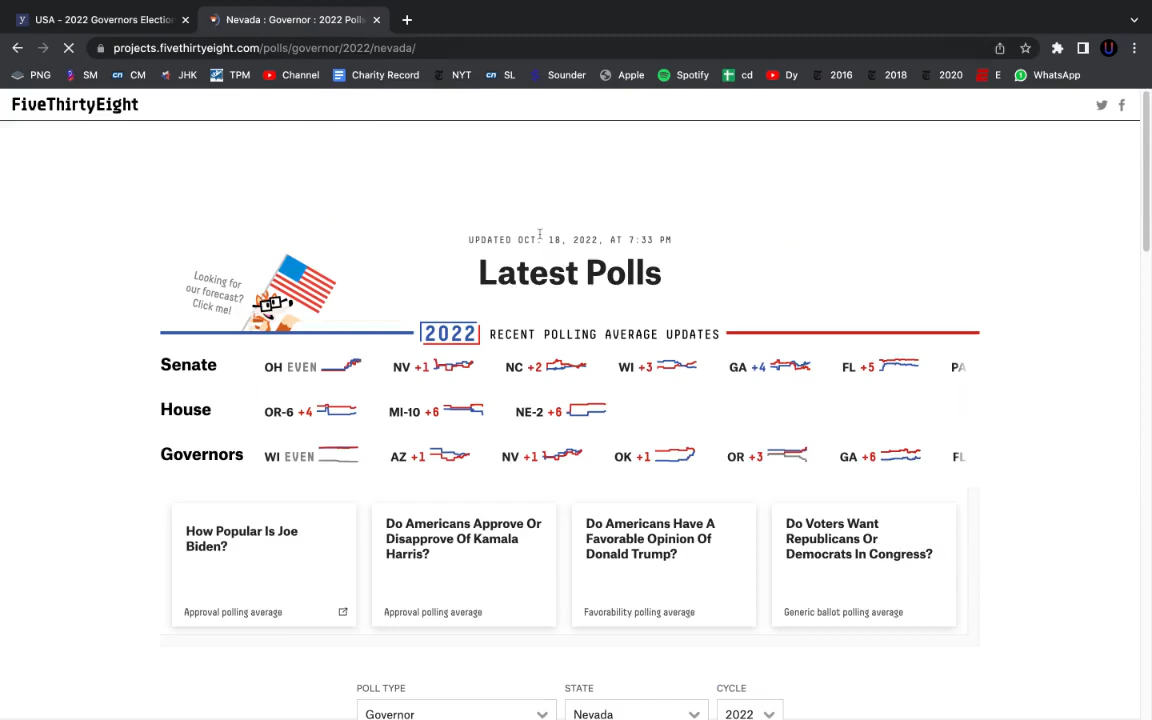 USA - 2022 Governors Election
Nevada : Governor : 2022 Polls
projects.fivethirtyeight.com/polls/governor/2022/nevada/
PNG SM CM JHK TPM Channel Charity Record NYT SL Sounder Apple Spotify cd Dy 2016 2018 2020 E WhatsApp
FiveThirtyEight
UPDATED OCT. 18, 2022, AT 7:33 PM
Latest Polls
Looking for
our forecast?
Click me!
2022 RECENT POLLING AVERAGE UPDATES
Senate OH EVEN NV +1 NC +2 WI +3 GA +4 FL +5 PA
House OR-6 +4 MI-10 +6 NE-2 +6
Governors WI EVEN AZ +1 NV +1 OK +1 OR +3 GA +6 FL
How Popular Is Joe
Biden?
Approval polling average
Do Americans Approve Or
Disapprove Of Kamala
Harris?
Approval polling average
Do Americans Have A
Favorable Opinion Of
Donald Trump?
Favorability polling average
Do Voters Want
Republicans Or
Democrats In Congress?
Generic ballot polling average
POLL TYPE STATE CYCLE
Governor Nevada 2022